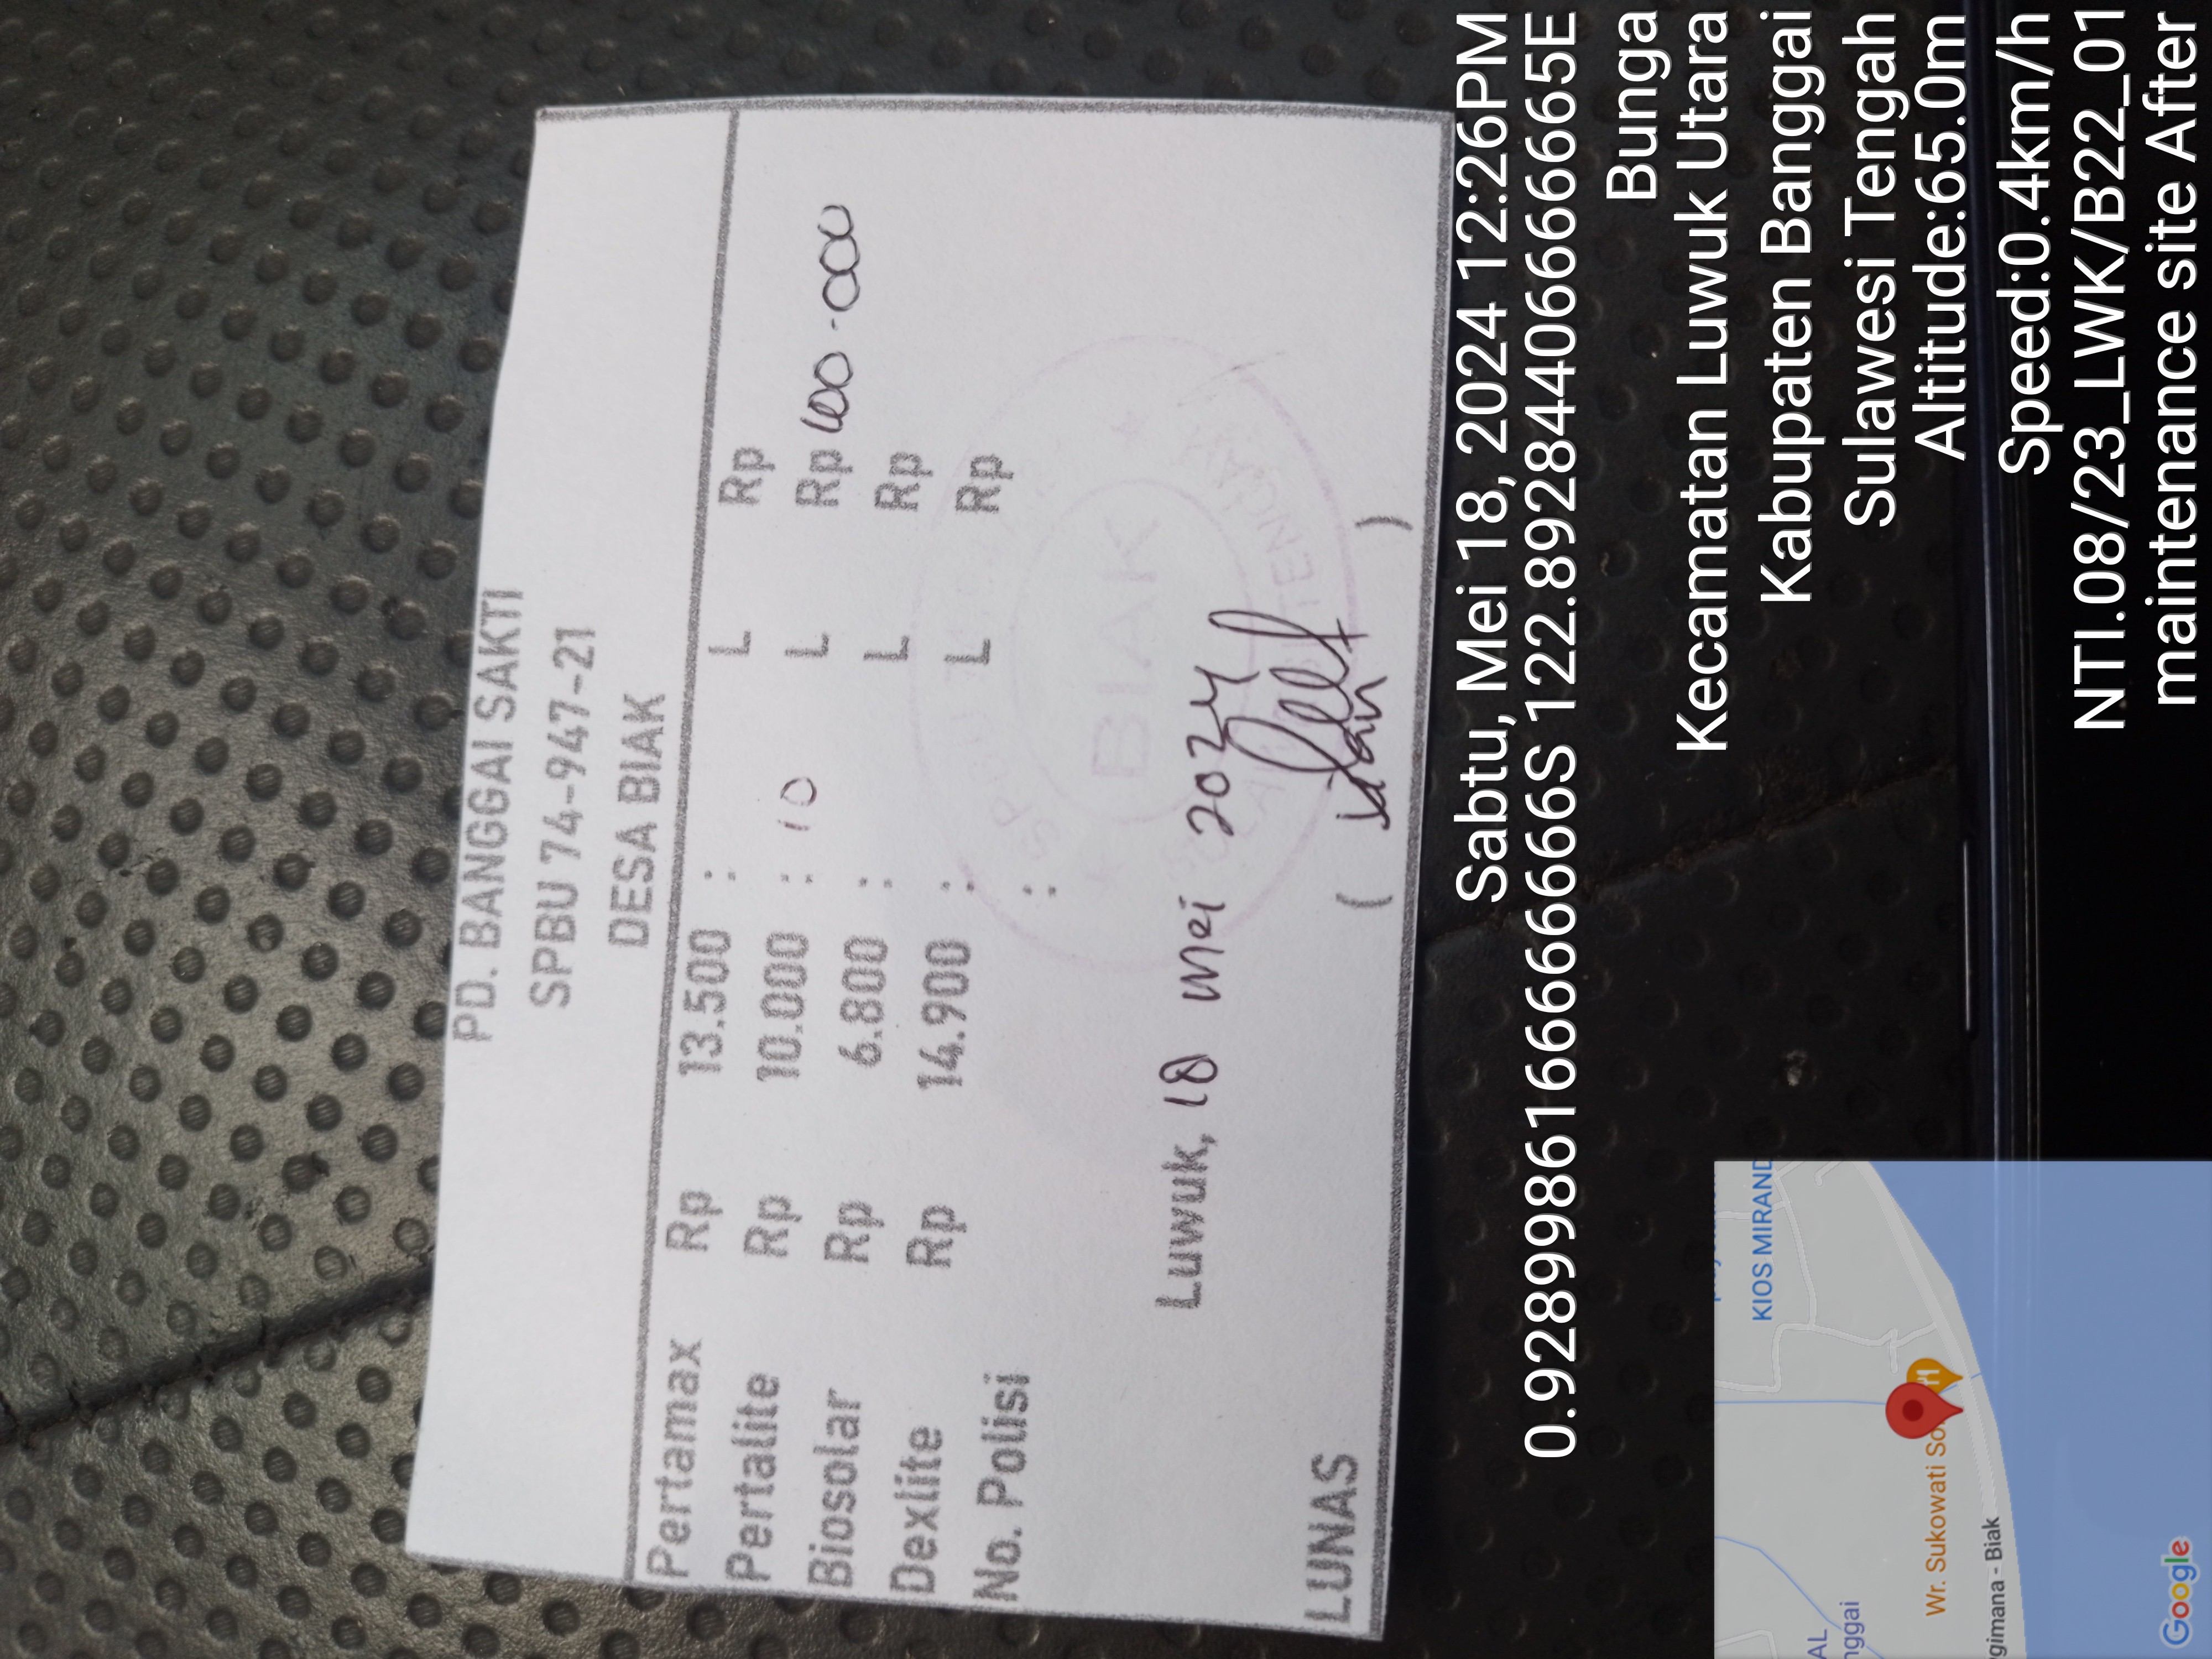 PD. BANGGAI SAKTI
SPBU 74-947-21
DESA BIAK
Pertamax Rp 13.500 : L Rp
Pertalite Rp 10.000 : 10 L Rp 100.000
Biosolar Rp 6.800 : L Rp
Dexlite Rp 14.900 : L Rp
No. Polisi :
BIAK
Luwuk, 18 mei 2024
LUNAS ( )
Sabtu, Mei 18, 2024 12:26PM
0.9289986166666666S 122.89284406666665E
Bunga
Kecamatan Luwuk Utara
Kabupaten Banggai
Sulawesi Tengah
Altitude:65.0m
Speed:0.4km/h
NTI.08/23_LWK/B22_01
maintenance site After
KIOS MIRAND
Wr. Sukowati So
gimana - Biak
AL
nggai
Google